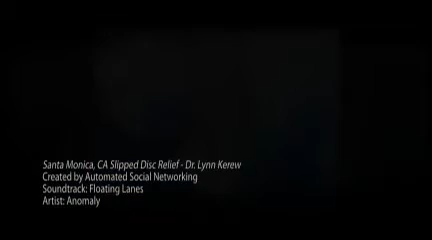 Santa Monica, CA Slipped Disc Relief - Dr. Lynn Kerew
Created by Automated Social Networking
Soundtrack: Floating Lanes
Artist: Anomaly